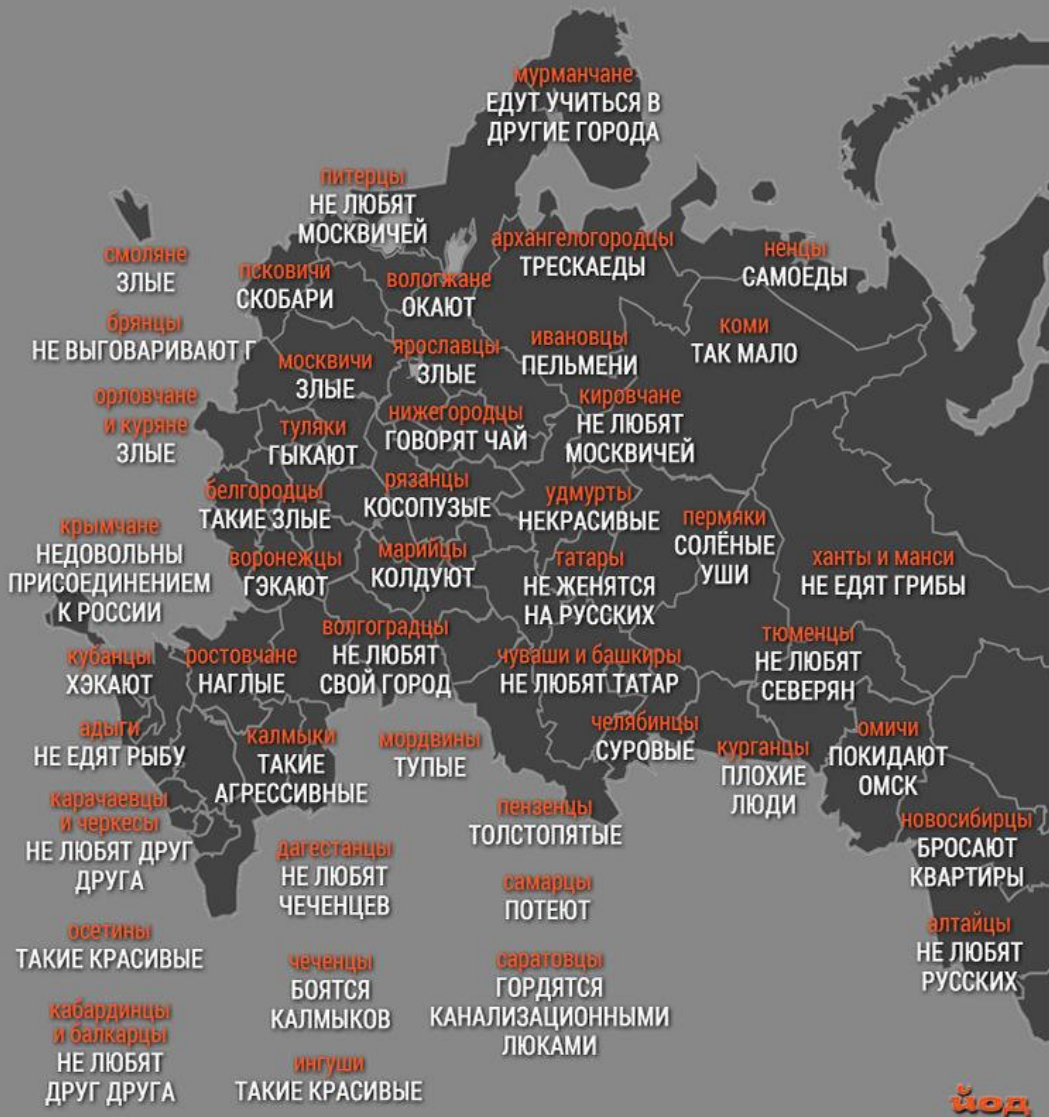 мурманчане
ЕДУТ УЧИТЬСЯ В
ДРУГИЕ ГОРОДА
питерцы
НЕ ЛЮБЯТ
МОСКВИЧЕЙ
архангелогородцы
ТРЕСКАЕДЫ
ненцы
САМОЕДЫ
смоляне
ЗЛЫЕ
псковичи
СКОБАРИ
вологжане
ОКАЮТ
брянцы
НЕ ВЫГОВАРИВАЮТ Г
москвичи
ЗЛЫЕ
ярославцы
ЗЛЫЕ
ивановцы
ПЕЛЬМЕНИ
коми
ТАК МАЛО
орловчане
и куряне
ЗЛЫЕ
туляки
ГЫКАЮТ
нижегородцы
ГОВОРЯТ ЧАЙ
кировчане
НЕ ЛЮБЯТ
МОСКВИЧЕЙ
белгородцы
ТАКИЕ ЗЛЫЕ
рязанцы
КОСОПУЗЫЕ
удмурты
НЕКРАСИВЫЕ
пермяки
СОЛЁНЫЕ
УШИ
крымчане
НЕДОВОЛЬНЫ
ПРИСОЕДИНЕНИЕМ
К РОССИИ
воронежцы
ГЭКАЮТ
марийцы
КОЛДУЮТ
татары
НЕ ЖЕНЯТСЯ
НА РУССКИХ
ханты и манси
НЕ ЕДЯТ ГРИБЫ
кубанцы
ХЭКАЮТ
ростовчане
НАГЛЫЕ
волгоградцы
НЕ ЛЮБЯТ
СВОЙ ГОРОД
чуваши и башкиры
НЕ ЛЮБЯТ ТАТАР
тюменцы
НЕ ЛЮБЯТ
СЕВЕРЯН
адыги
НЕ ЕДЯТ РЫБУ
калмыки
ТАКИЕ
АГРЕССИВНЫЕ
мордвины
ТУПЫЕ
челябинцы
СУРОВЫЕ
курганцы
ПЛОХИЕ
ЛЮДИ
омичи
ПОКИДАЮТ
ОМСК
карачаевцы
и черкесы
НЕ ЛЮБЯТ ДРУГ
ДРУГА
дагестанцы
НЕ ЛЮБЯТ
ЧЕЧЕНЦЕВ
пензенцы
ТОЛСТОПЯТЫЕ
новосибирцы
БРОСАЮТ
КВАРТИРЫ
самарцы
ПОТЕЮТ
осетины
ТАКИЕ КРАСИВЫЕ
чеченцы
БОЯТСЯ
КАЛМЫКОВ
саратовцы
ГОРДЯТСЯ
КАНАЛИЗАЦИОННЫМИ
ЛЮКАМИ
алтайцы
НЕ ЛЮБЯТ
РУССКИХ
кабардинцы
и балкарцы
НЕ ЛЮБЯТ
ДРУГ ДРУГА
ингуши
ТАКИЕ КРАСИВЫЕ
йод